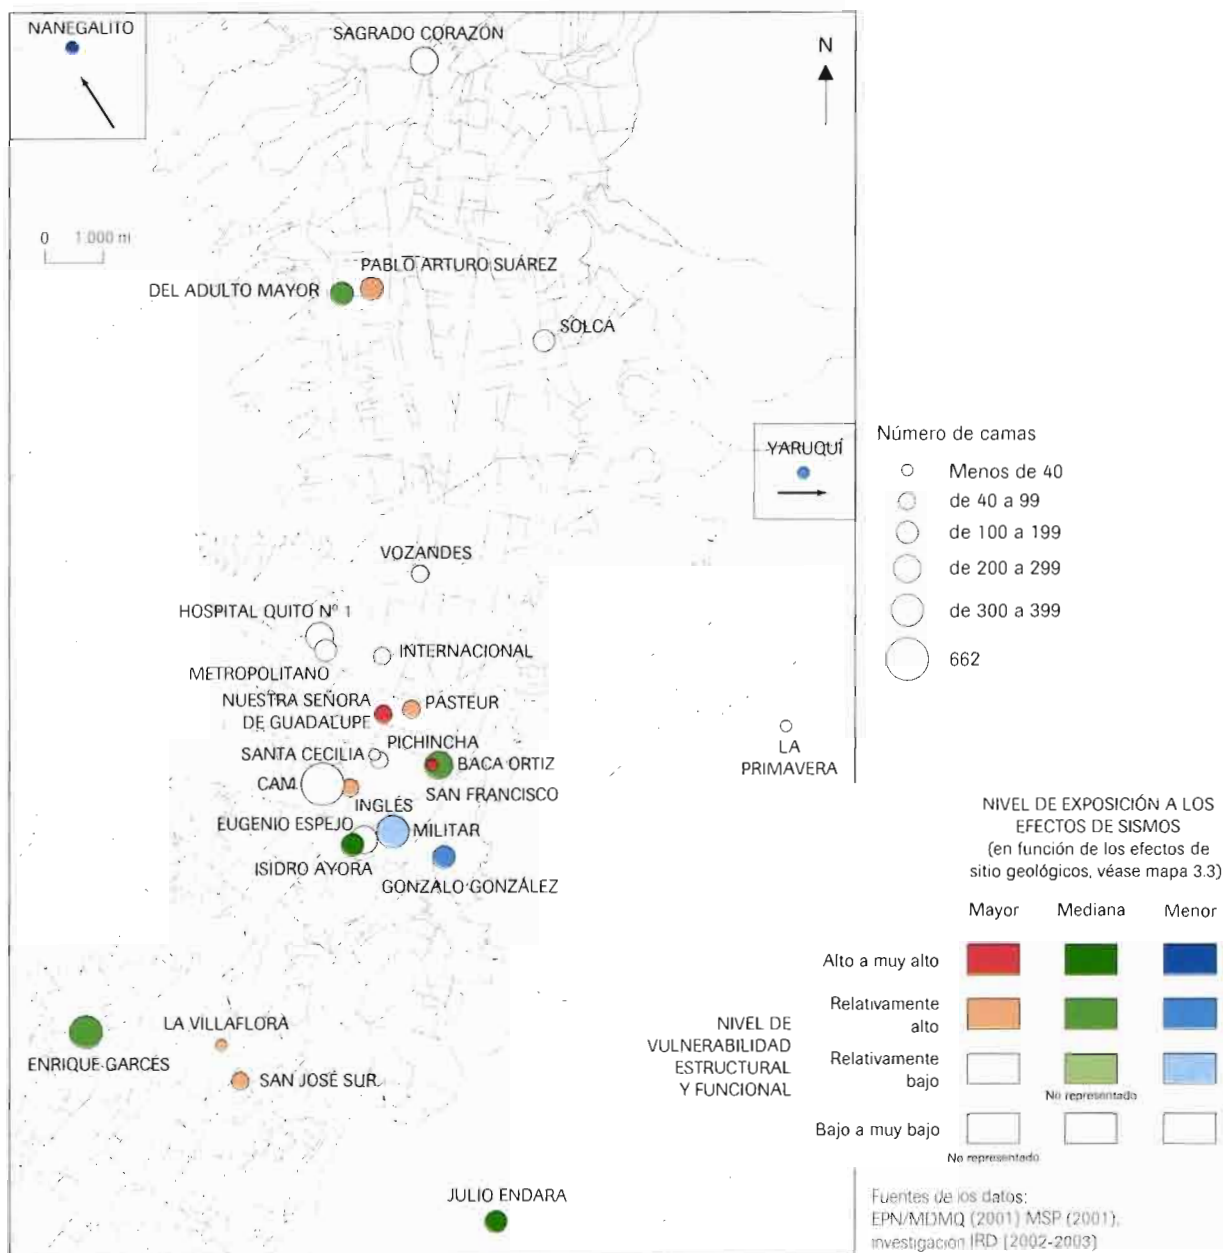 NANEGALITO
SAGRADO CORAZÓN
N
0 1.000 m
PABLO ARTURO SUÁREZ
DEL ADULTO MAYOR
SOLCA
YARUQUÍ
Número de camas
Menos de 40
de 40 a 99
de 100 a 199
de 200 a 299
de 300 a 399
662
VOZANDES
HOSPITAL QUITO Nº 1
INTERNACIONAL
METROPOLITANO
NUESTRA SEÑORA
DE GUADALUPE
PASTEUR
PICHINCHA
SANTA CECILIA
BACA ORTIZ
CAM
SAN FRANCISCO
INGLÉS
EUGENIO ESPEJO
MILITAR
ISIDRO AYORA
GONZALO GONZÁLEZ
LA
PRIMAVERA
NIVEL DE EXPOSICIÓN A LOS
EFECTOS DE SISMOS
(en función de los efectos de
sitio geológicos, véase mapa 3.3)
Mayor Mediana Menor
Alto a muy alto
Relativamente
alto
Relativamente
bajo
No representado
Bajo a muy bajo
No representado
NIVEL DE
VULNERABILIDAD
ESTRUCTURAL
Y FUNCIONAL
LA VILLAFLORA
ENRIQUE GARCÉS
SAN JOSÉ SUR
JULIO ENDARA
Fuentes de los datos:
EPN/MDMQ (2001) MSP (2001),
investigación IRD (2002-2003)